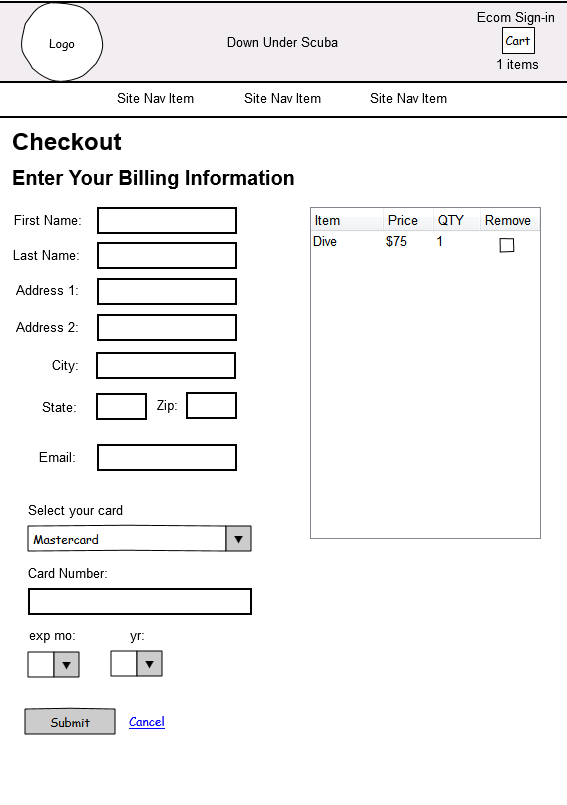 Ecom Sign-in
Logo
Down Under Scuba
Cart
1 items
Site Nav Item Site Nav Item Site Nav Item
Checkout
Enter Your Billing Information
First Name:
Last Name:
Address 1:
Address 2:
City:
State: Zip:
Email:
Item Price QTY Remove
Dive $75 1
Select your card
Mastercard
Card Number:
exp mo: yr:
Submit Cancel